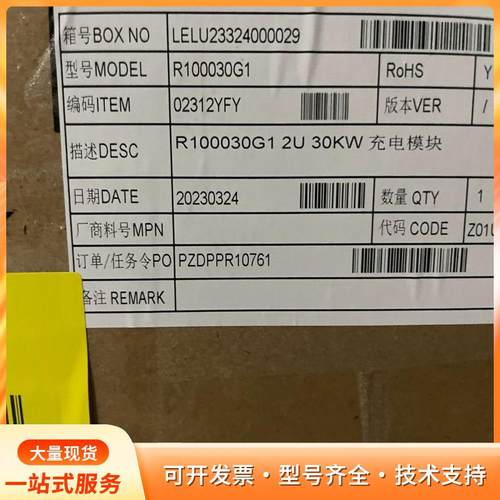 箱号BOX NO LELU23324000029
型号MODEL R100030G1 RoHS Y
编码ITEM 02312YFY 版本VER /
描述DESC R100030G1 2U 30KW 充电模块
日期DATE 20230324 数量 QTY 1
厂商料号MPN 代码 CODE Z01U
订单/任务令PO PZDPPR10761
备注 REMARK
大量现货
一站式服务
可开发票·型号齐全·技术支持